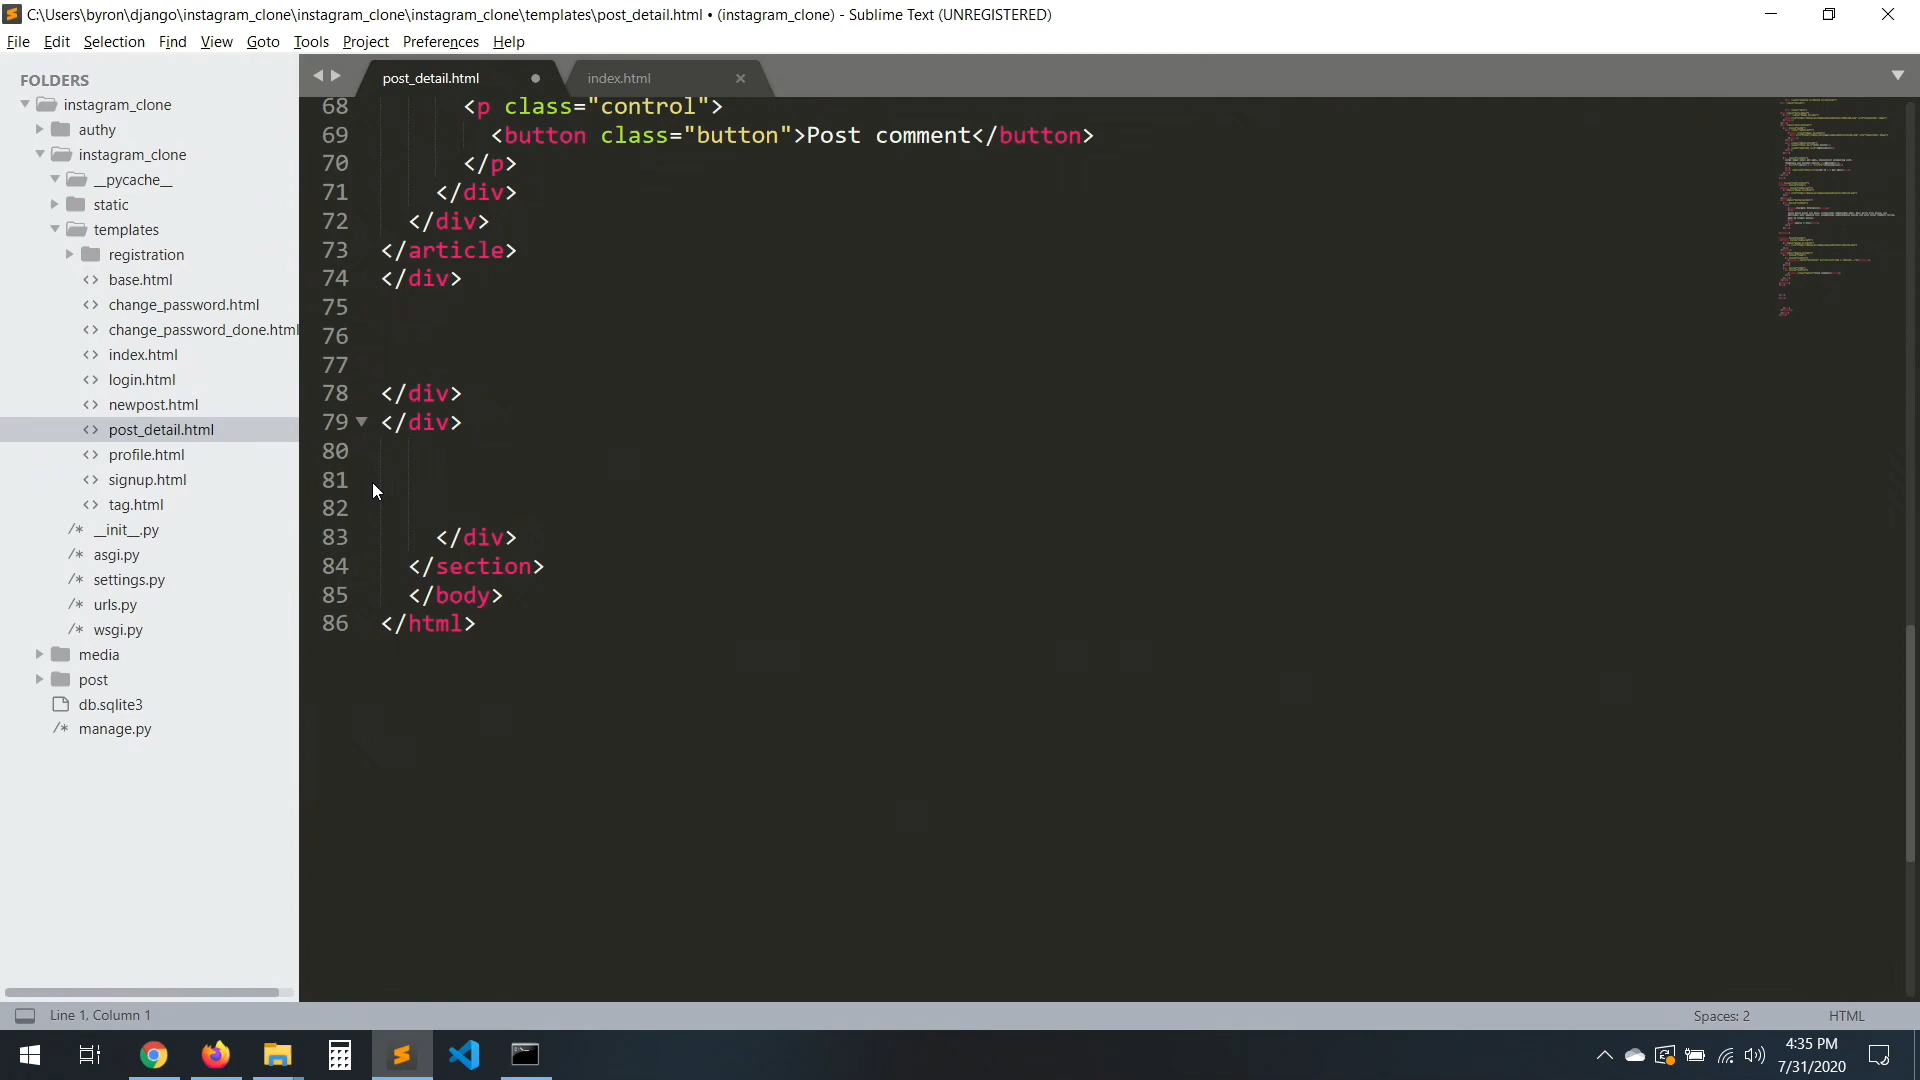 C:\Users\byron\django\instagram_clone\instagram_clone\instagram_clone\templates\post_detail.html • (instagram_clone) - Sublime Text (UNREGISTERED)
File Edit Selection Find View Goto Tools Project Preferences Help
FOLDERS
instagram_clone
authy
instagram_clone
__pycache__
static
templates
registration
base.html
change_password.html
change_password_done.html
index.html
login.html
newpost.html
post_detail.html
profile.html
signup.html
tag.html
/* __init__.py
/* asgi.py
/* settings.py
/* urls.py
/* wsgi.py
media
post
db.sqlite3
/* manage.py
post_detail.html index.html
68 <p class="control">
69 <button class="button">Post comment</button>
70 </p>
71 </div>
72 </div>
73 </article>
74 </div>
75
76
77
78 </div>
79 </div>
80
81
82
83 </div>
84 </section>
85 </body>
86 </html>
Line 1, Column 1 Spaces: 2 HTML
4:35 PM
7/31/2020